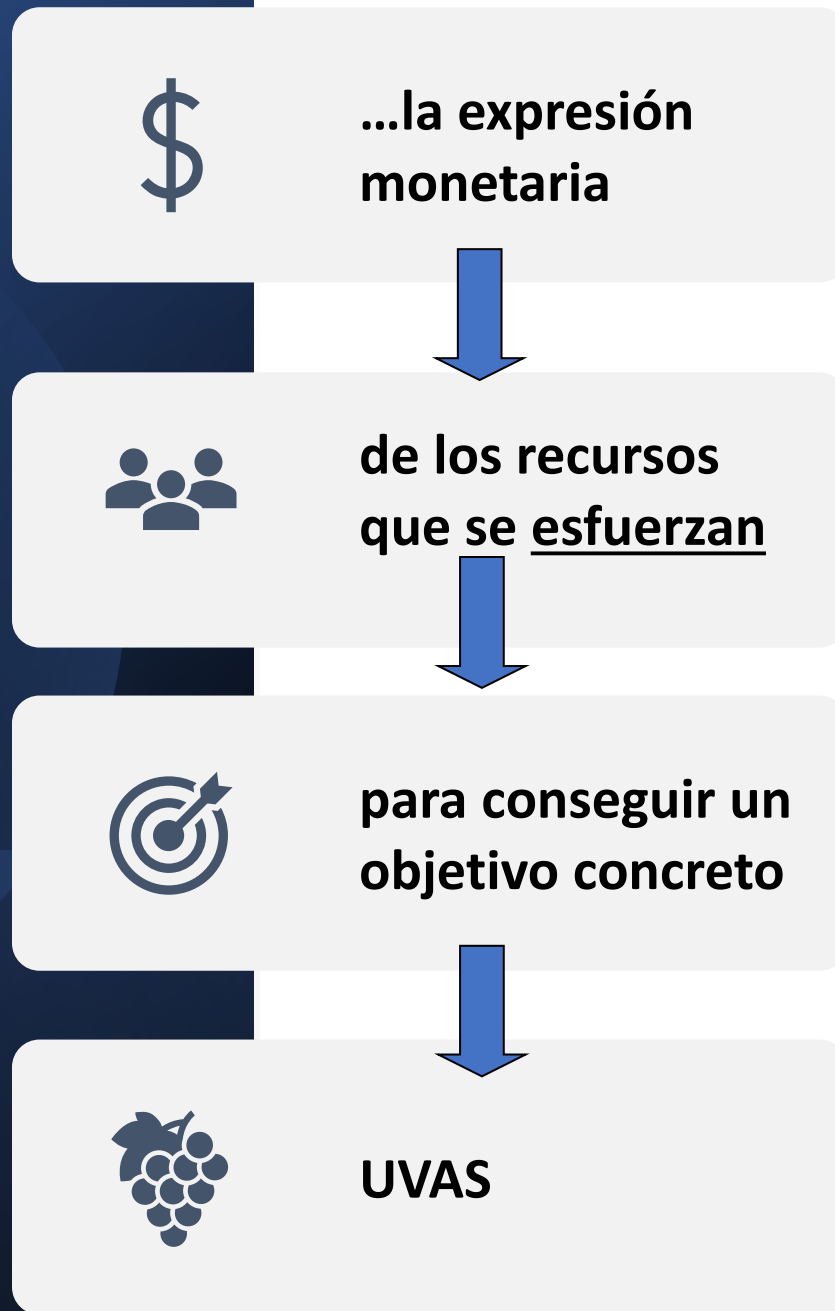 …la expresión
monetaria
de los recursos
que se esfuerzan
para conseguir un
objetivo concreto
UVAS